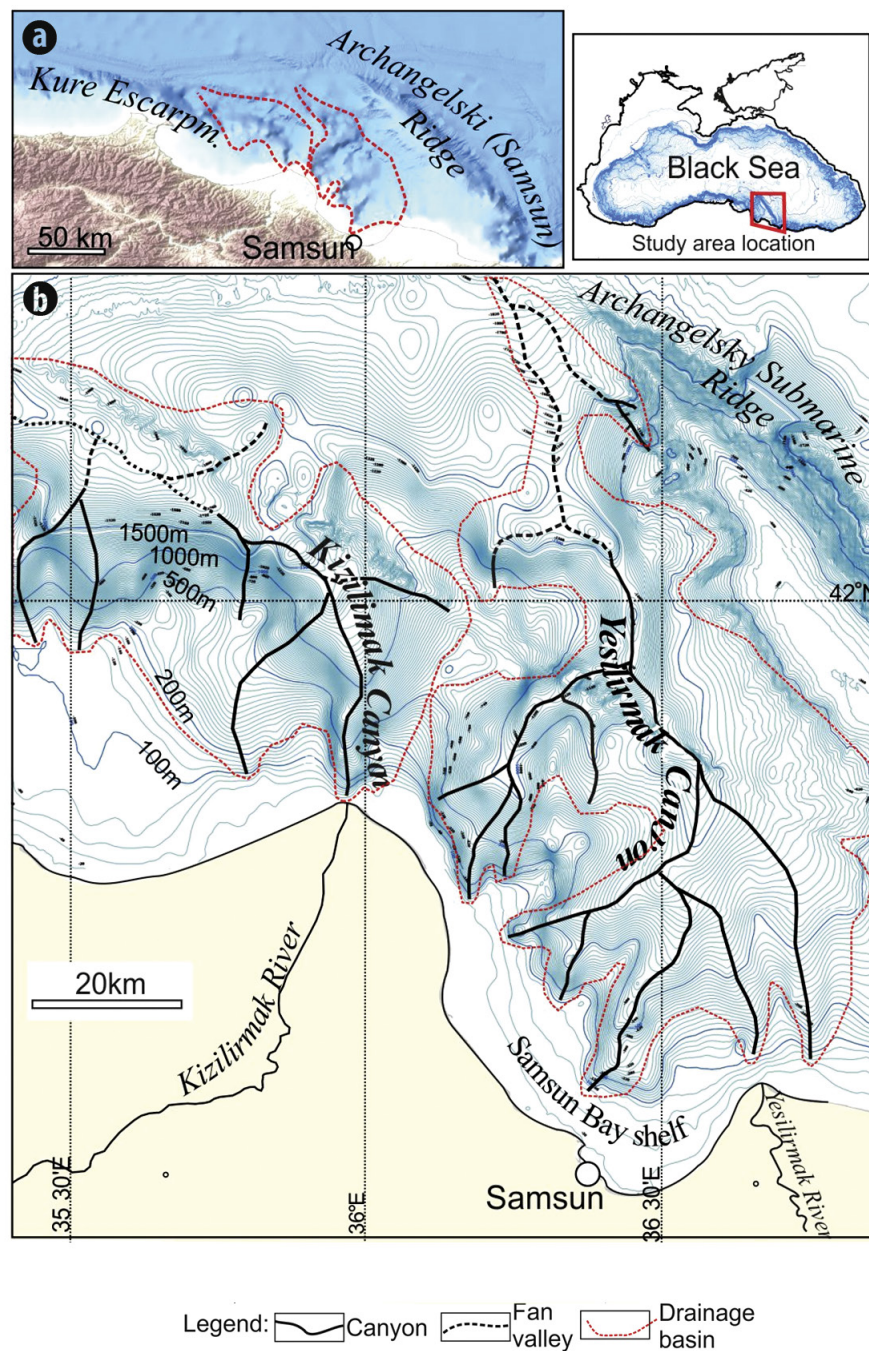 a
Kure Escarpm.
Archangelski (Samsun)
Ridge
50 km
Samsun
Black Sea
Study area location
b
Archangelsky Submarine
Ridge
1500m
1000m
500m
200m
100m
Kizilimak Canyon
42°N
Yesilirmak Canyon
Kizilirmak River
20km
Samsun Bay shelf
Samsun
Yesilirmak River
35 30'E
36°E
36 30'E
Legend:
Canyon
Fan
valley
Drainage
basin